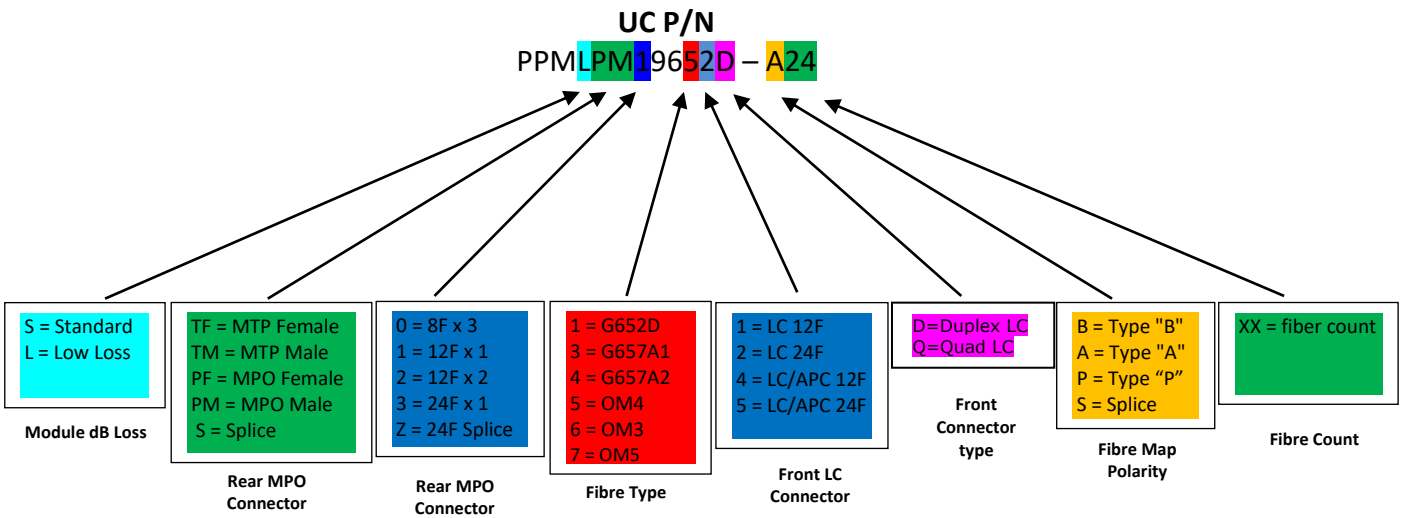 UC P/N
PPMLPM19652D – A24
S = Standard
L = Low Loss
Module dB Loss
TF = MTP Female
TM = MTP Male
PF = MPO Female
PM = MPO Male
S = Splice
Rear MPO
Connector
0 = 8F x 3
1 = 12F x 1
2 = 12F x 2
3 = 24F x 1
Z = 24F Splice
Rear MPO
Connector
1 = G652D
3 = G657A1
4 = G657A2
5 = OM4
6 = OM3
7 = OM5
Fibre Type
1 = LC 12F
2 = LC 24F
4 = LC/APC 12F
5 = LC/APC 24F
Front LC
Connector
D=Duplex LC
Q=Quad LC
Front
Connector
type
B = Type "B"
A = Type "A"
P = Type “P”
S = Splice
Fibre Map
Polarity
XX = fiber count
Fibre Count